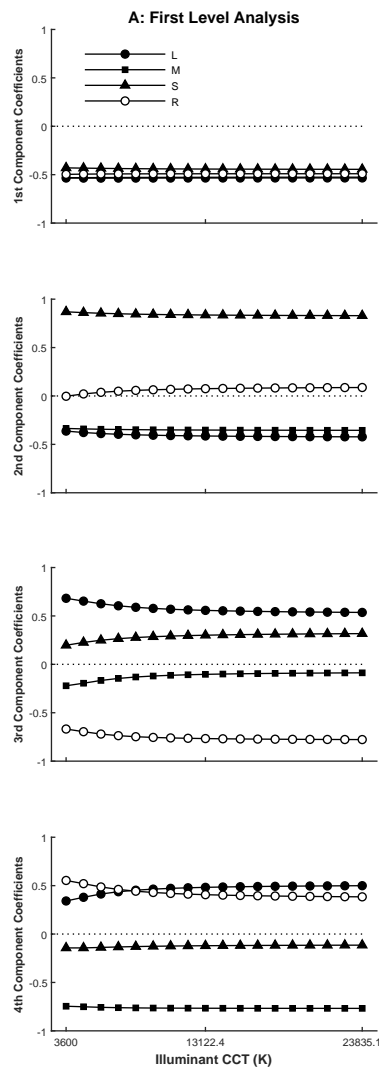 A: First Level Analysis
1
0.5
0
-0.5
-1
1st Component Coefficients
L
M
S
R
1
0.5
0
-0.5
-1
2nd Component Coefficients
1
0.5
0
-0.5
-1
3rd Component Coefficients
1
0.5
0
-0.5
-1
4th Component Coefficients
3600
13122.4
23835.1
Illuminant CCT (K)